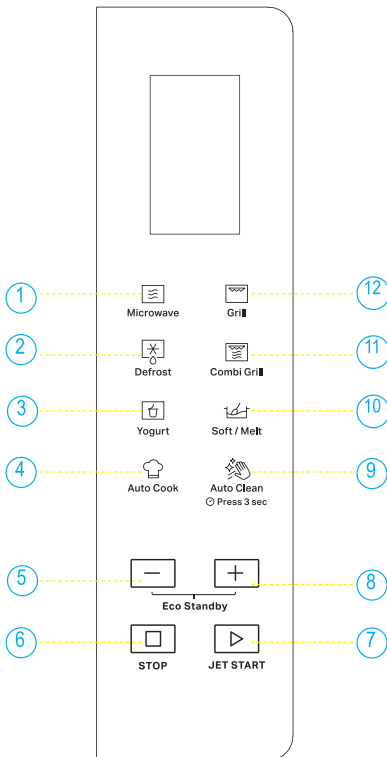 1
Microwave
12
Grill
2
Defrost
11
Combi Grill
3
Yogurt
10
Soft / Melt
4
Auto Cook
9
Auto Clean
Press 3 sec
5
8
Eco Standby
6
STOP
7
JET START